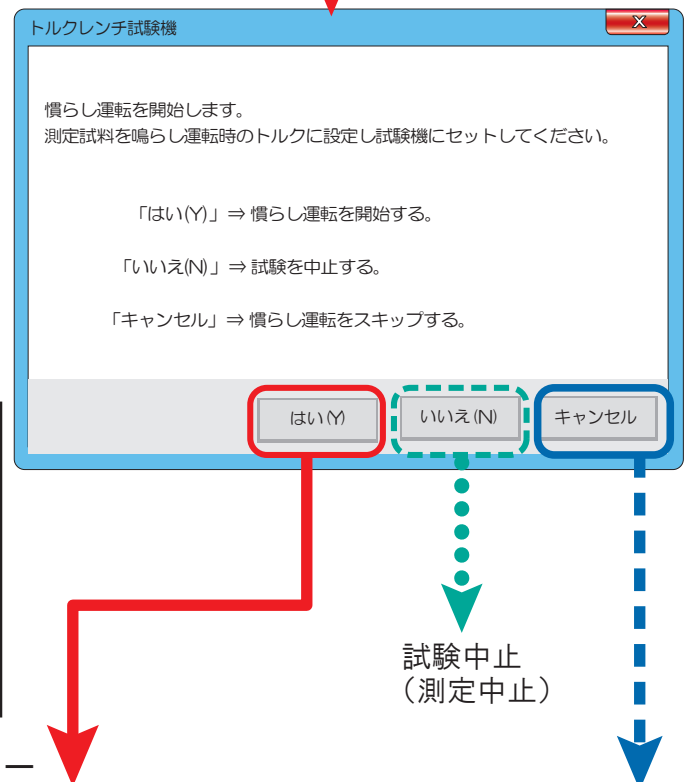 トルクレンチ試験機
X
慣らし運転を開始します。
測定試料を鳴らし運転時のトルクに設定し試験機にセットしてください。
「はい(Y)」⇒ 慣らし運転を開始する。
「いいえ(N)」⇒ 試験を中止する。
「キャンセル」⇒ 慣らし運転をスキップする。
はい(Y) いいえ(N) キャンセル
試験中止
（測定中止）